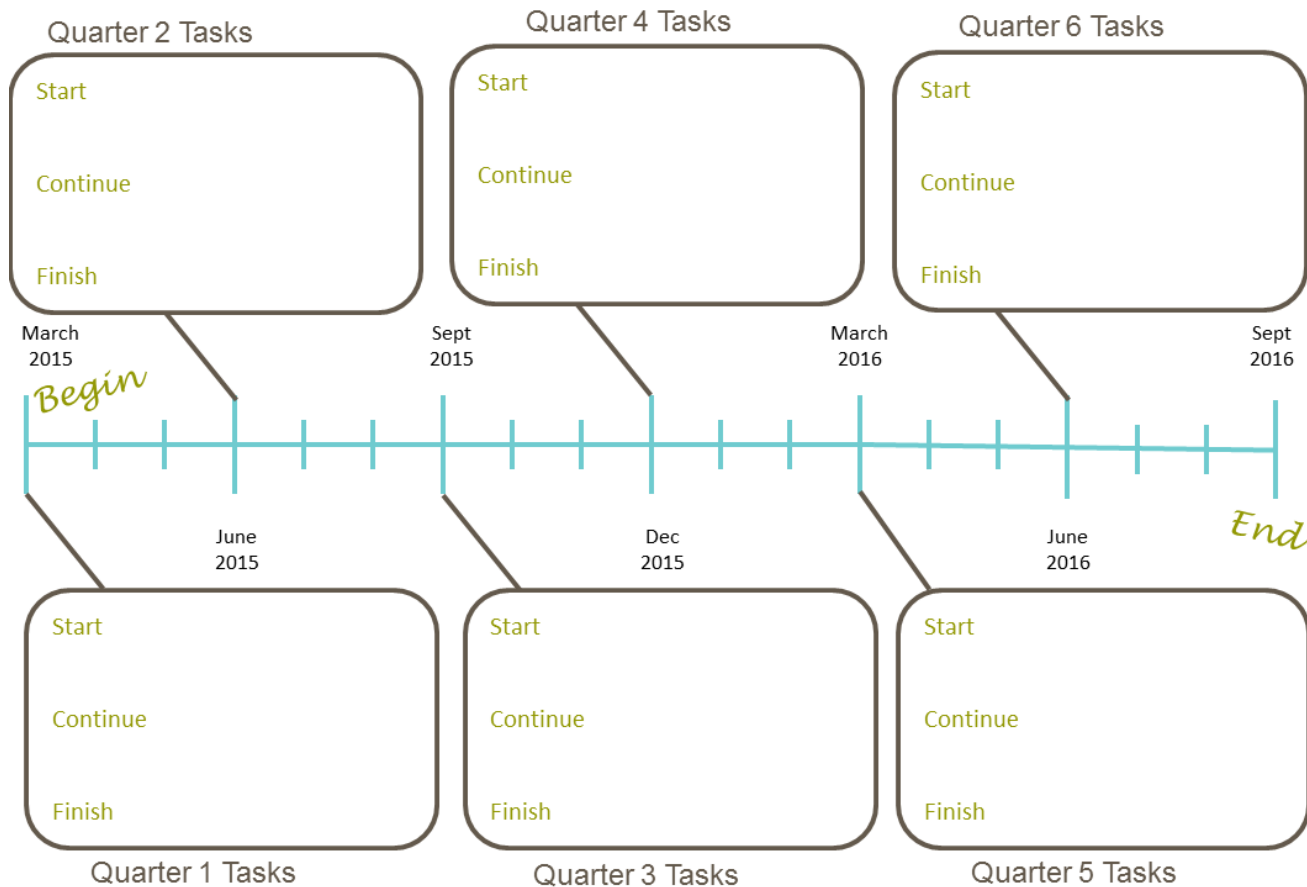 Quarter 2 Tasks
Start
Continue
Finish
Quarter 4 Tasks
Start
Continue
Finish
Quarter 6 Tasks
Start
Continue
Finish
March
2015
Sept
2015
March
2016
Sept
2016
Begin
End
June
2015
Dec
2015
June
2016
Start
Continue
Finish
Quarter 1 Tasks
Start
Continue
Finish
Quarter 3 Tasks
Start
Continue
Finish
Quarter 5 Tasks